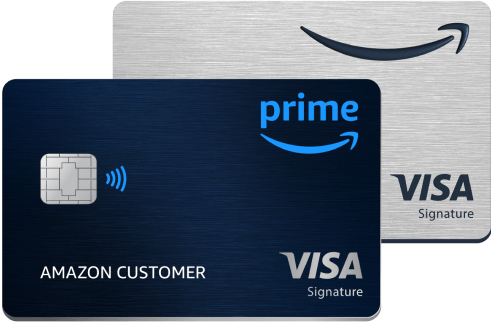 prime
AMAZON CUSTOMER
VISA
Signature
VISA
Signature